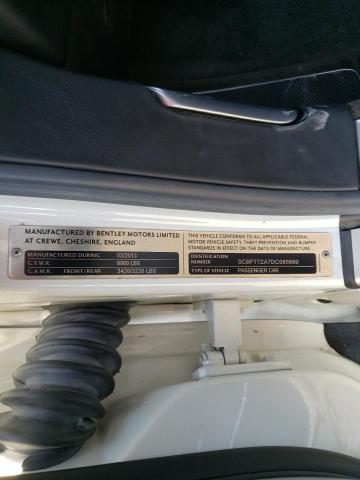 MANUFACTURED BY BENTLEY MOTORS LIMITED
AT CREWE, CHESHIRE, ENGLAND
MANUFACTURED DURING 03/2013
G.V.W.R. 6060 LBS
G.A.W.R. FRONT/REAR 3420/3228 LBS
THIS VEHICLE CONFORMS TO ALL APPLICABLE FEDERAL
MOTOR VEHICLE SAFETY, THEFT PREVENTION AND BUMPER
STANDARDS IN EFFECT ON THE DATE OF MANUFACTURE
IDENTIFICATION
NUMBER SCBFT7ZA7DC085669
TYPE OF VEHICLE PASSENGER CAR